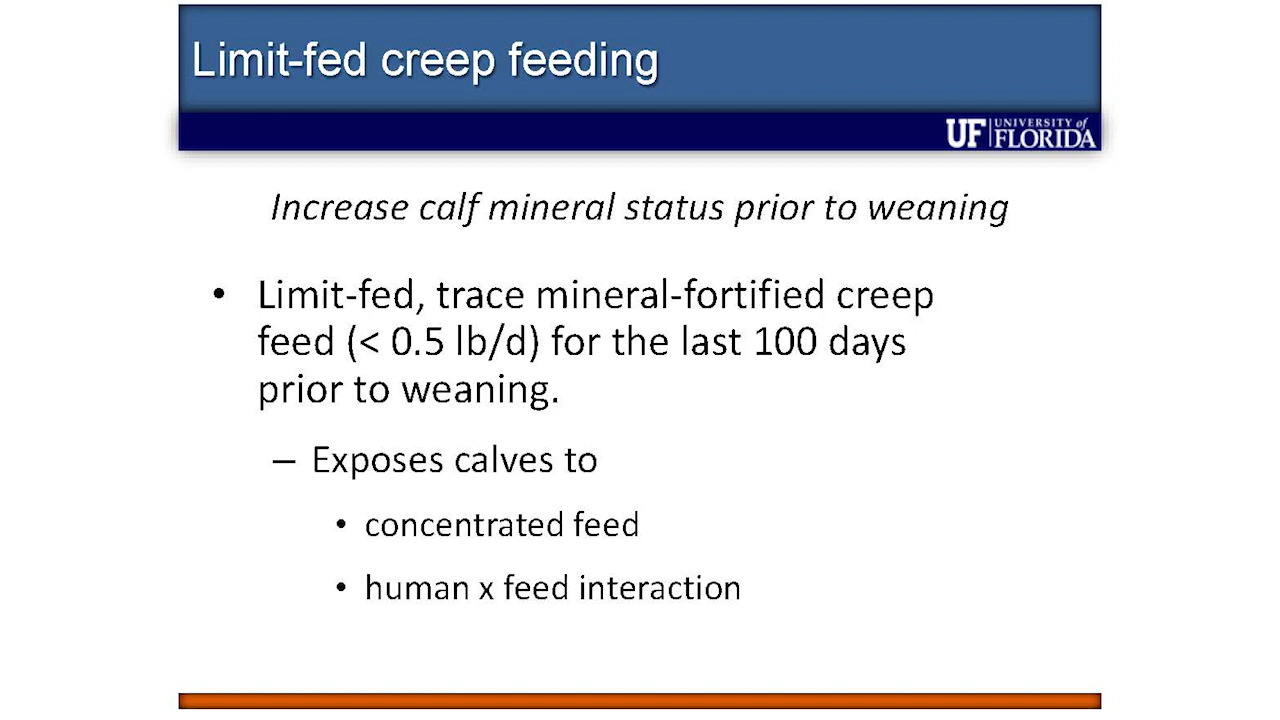 Limit-fed creep feeding
UF UNIVERSITY of
FLORIDA
Increase calf mineral status prior to weaning
• Limit-fed, trace mineral-fortified creep
feed (< 0.5 lb/d) for the last 100 days
prior to weaning.
– Exposes calves to
• concentrated feed
• human x feed interaction